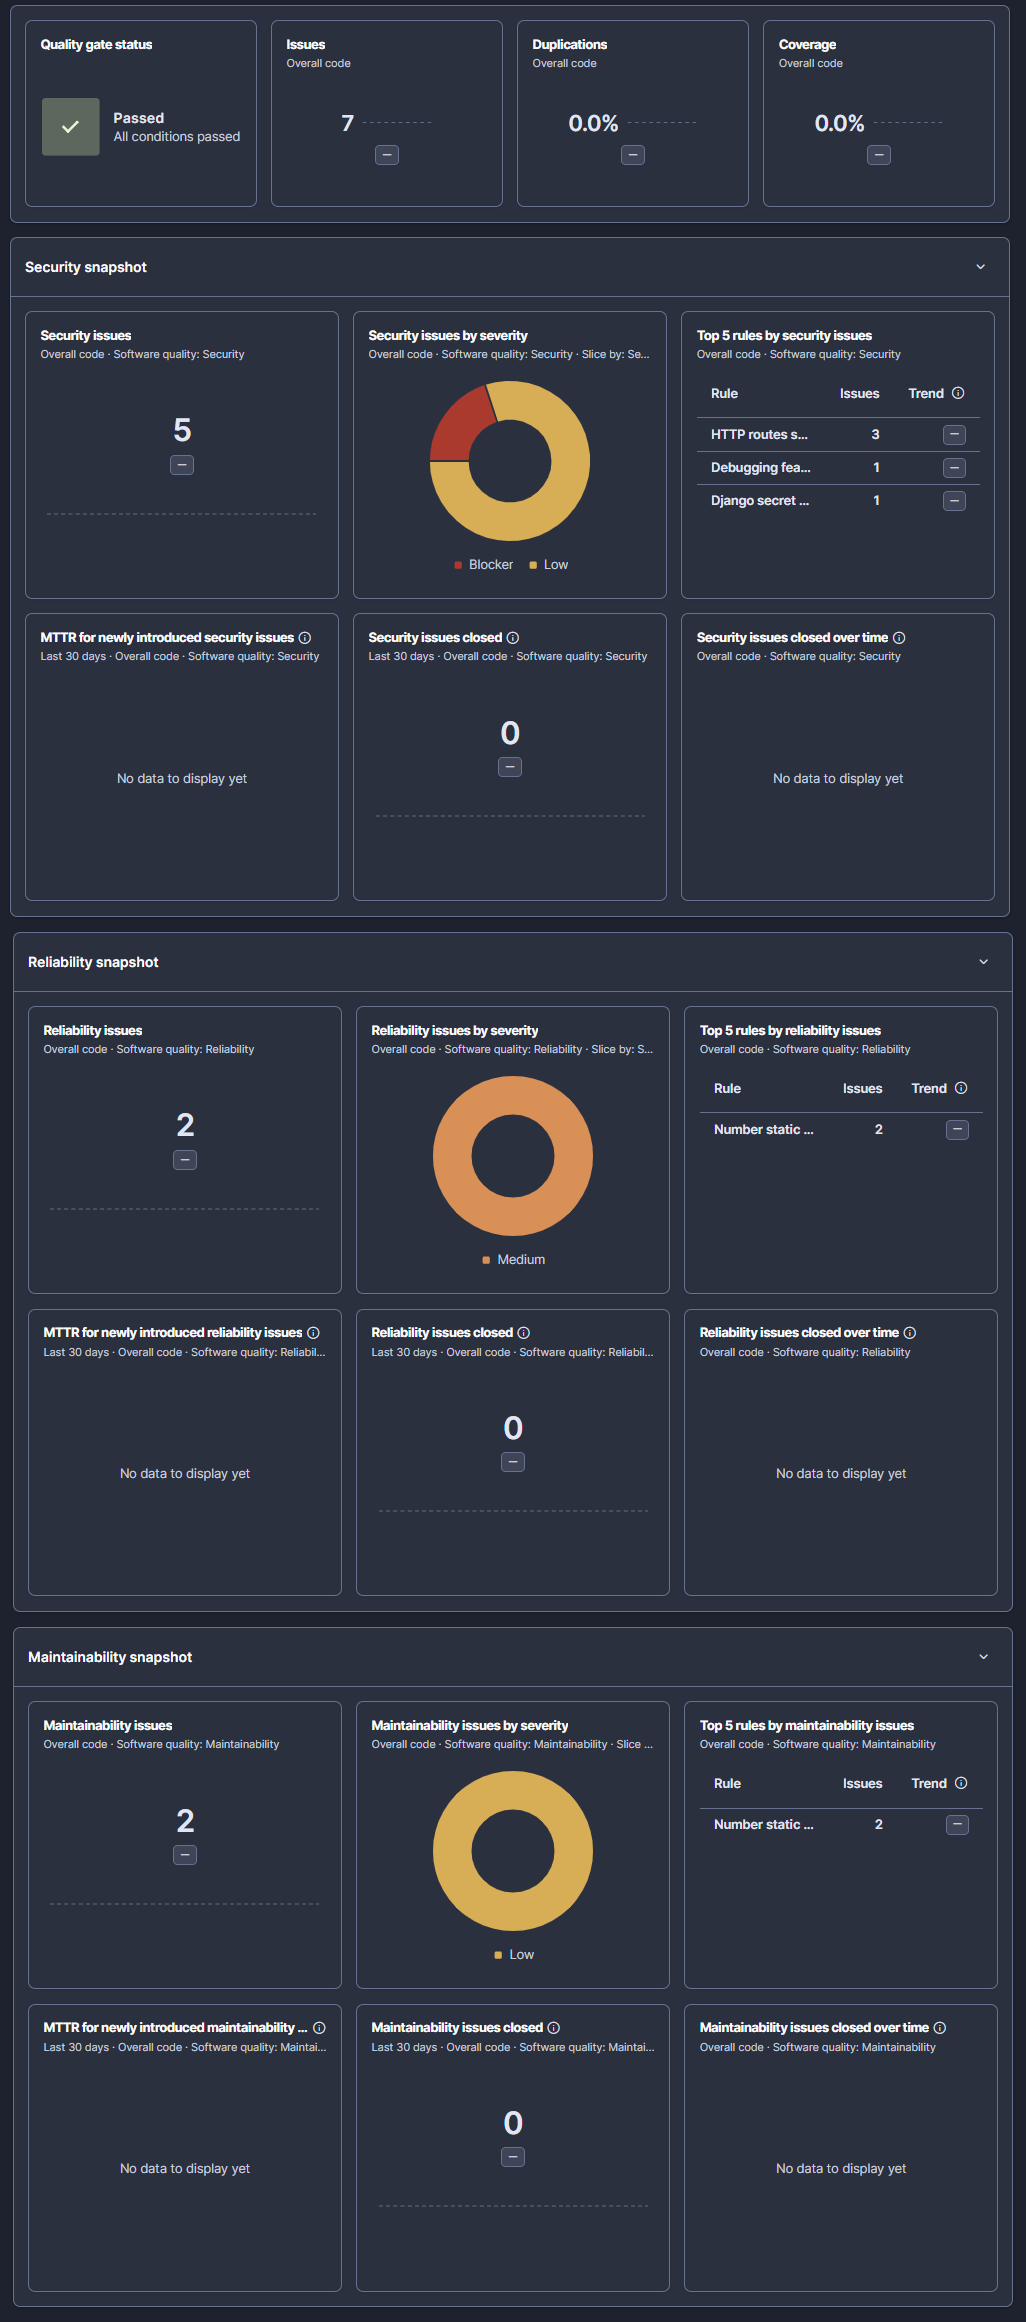 Quality gate status
Passed
All conditions passed
Issues
Overall code
7
Duplications
Overall code
0.0%
Coverage
Overall code
0.0%
Security snapshot
Security issues
Overall code · Software quality: Security
5
Security issues by severity
Overall code · Software quality: Security · Slice by: Se...
Blocker Low
Top 5 rules by security issues
Overall code · Software quality: Security
Rule Issues Trend
HTTP routes s... 3
Debugging fea... 1
Django secret ... 1
MTTR for newly introduced security issues
Last 30 days · Overall code · Software quality: Security
No data to display yet
Security issues closed
Last 30 days · Overall code · Software quality: Security
0
Security issues closed over time
Overall code · Software quality: Security
No data to display yet
Reliability snapshot
Reliability issues
Overall code · Software quality: Reliability
2
Reliability issues by severity
Overall code · Software quality: Reliability · Slice by: S...
Medium
Top 5 rules by reliability issues
Overall code · Software quality: Reliability
Rule Issues Trend
Number static ... 2
MTTR for newly introduced reliability issues
Last 30 days · Overall code · Software quality: Reliabil...
No data to display yet
Reliability issues closed
Last 30 days · Overall code · Software quality: Reliabil...
0
Reliability issues closed over time
Overall code · Software quality: Reliability
No data to display yet
Maintainability snapshot
Maintainability issues
Overall code · Software quality: Maintainability
2
Maintainability issues by severity
Overall code · Software quality: Maintainability · Slice ...
Low
Top 5 rules by maintainability issues
Overall code · Software quality: Maintainability
Rule Issues Trend
Number static ... 2
MTTR for newly introduced maintainability ...
Last 30 days · Overall code · Software quality: Maintai...
No data to display yet
Maintainability issues closed
Last 30 days · Overall code · Software quality: Maintai...
0
Maintainability issues closed over time
Overall code · Software quality: Maintainability
No data to display yet